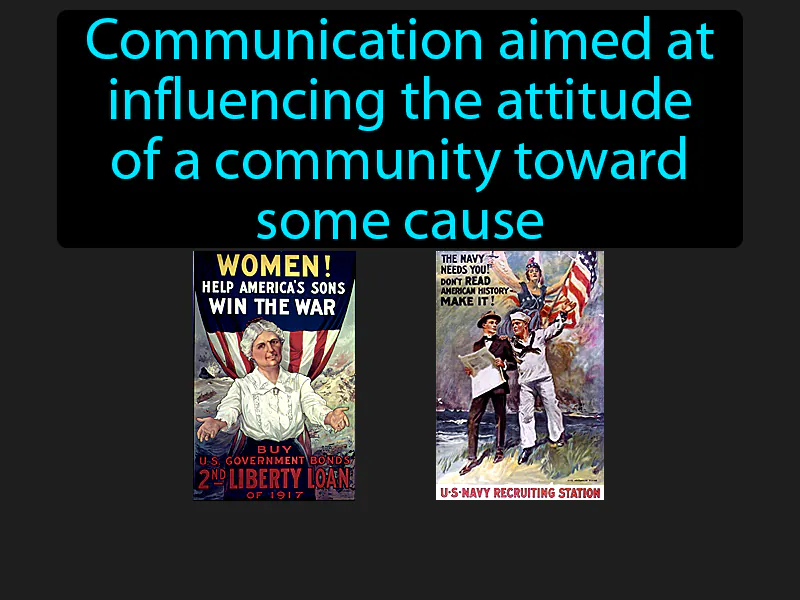 Communication aimed at
influencing the attitude
of a community toward
some cause
WOMEN!
HELP AMERICA'S SONS
WIN THE WAR
BUY
U.S. GOVERNMENT BONDS
2ND LIBERTY LOAN
OF 1917
THE NAVY
NEEDS YOU!
DON'T READ
AMERICAN HISTORY-
MAKE IT!
U·S·NAVY RECRUITING STATION